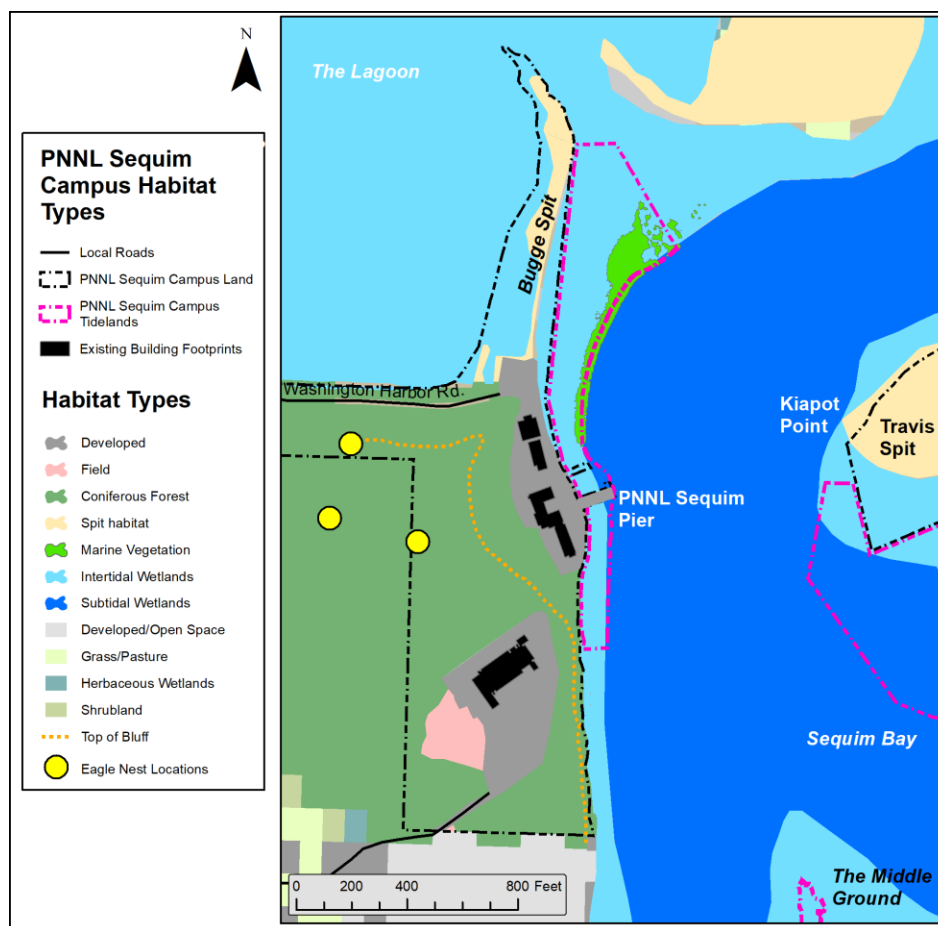 N
The Lagoon
PNNL Sequim
Campus Habitat
Types
Local Roads
PNNL Sequim Campus Land
PNNL Sequim Campus
Tidelands
Existing Building Footprints
Habitat Types
Developed
Field
Coniferous Forest
Spit habitat
Marine Vegetation
Intertidal Wetlands
Subtidal Wetlands
Developed/Open Space
Grass/Pasture
Herbaceous Wetlands
Shrubland
Top of Bluff
Eagle Nest Locations
Bugge Spit
Washington Harbor Rd.
Kiapot
Point
Travis
Spit
PNNL Sequim
Pier
Sequim Bay
The Middle
Ground
0 200 400 800 Feet